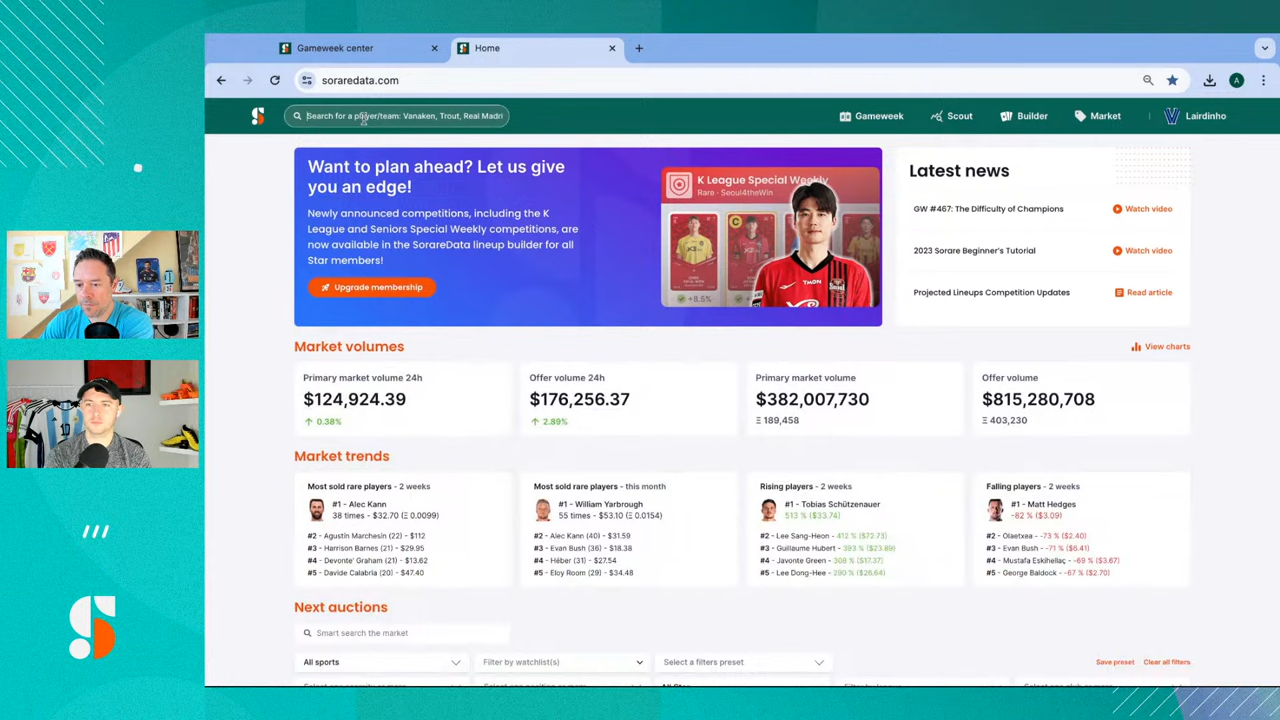 Gameweek center
Home
soraredata.com
A
Search for a player/team: Vanaken, Trout, Real Madri
Gameweek
Scout
Builder
Market
Lairdinho
Want to plan ahead? Let us give
you an edge!
Newly announced competitions, including the K
League and Seniors Special Weekly competitions, are
now available in the SorareData lineup builder for all
Star members!
Upgrade membership
K League Special Weekly
Rare - Seoul4theWin
C
+8.5%
TMON
Latest news
GW #467: The Difficulty of Champions
Watch video
2023 Sorare Beginner's Tutorial
Watch video
Projected Lineups Competition Updates
Read article
Market volumes
View charts
Primary market volume 24h
$124,924.39
↑ 0.38%
Offer volume 24h
$176,256.37
↑ 2.89%
Primary market volume
$382,007,730
Ξ 189,458
Offer volume
$815,280,708
Ξ 403,230
Market trends
Most sold rare players - 2 weeks
#1 - Alec Kann
38 times - $32.70 (Ξ 0.0099)
#2 - Agustín Marchesín (22) - $112
#3 - Harrison Barnes (21) - $29.95
#4 - Devonte' Graham (21) - $13.62
#5 - Davide Calabria (20) - $47.40
Most sold rare players - this month
#1 - William Yarbrough
55 times - $53.10 (Ξ 0.0154)
#2 - Alec Kann (40) - $31.59
#3 - Evan Bush (36) - $18.38
#4 - Héber (31) - $27.54
#5 - Eloy Room (29) - $34.48
Rising players - 2 weeks
#1 - Tobias Schützenauer
513 % ($33.74)
#2 - Lee Sang-Heon - 412 % ($72.73)
#3 - Guillaume Hubert - 393 % ($23.89)
#4 - Javonte Green - 308 % ($17.37)
#5 - Lee Dong-Hee - 290 % ($26.64)
Falling players - 2 weeks
#1 - Matt Hedges
-82 % ($3.09)
#2 - Olaetxea - -73 % ($2.40)
#3 - Evan Bush - -71 % ($6.41)
#4 - Mustafa Eskihellaç - -69 % ($3.67)
#5 - George Baldock - -67 % ($2.70)
Next auctions
Smart search the market
All sports
Filter by watchlist(s)
Select a filters preset
Save preset
Clear all filters